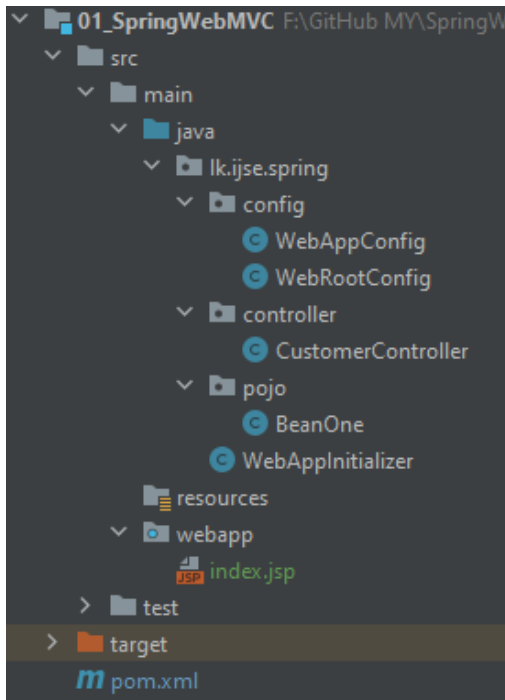 01_SpringWebMVC F:\GitHub MY\SpringW
src
main
java
lk.ijse.spring
config
C WebAppConfig
C WebRootConfig
controller
C CustomerController
pojo
C BeanOne
C WebAppInitializer
resources
webapp
JSP index.jsp
test
target
m pom.xml